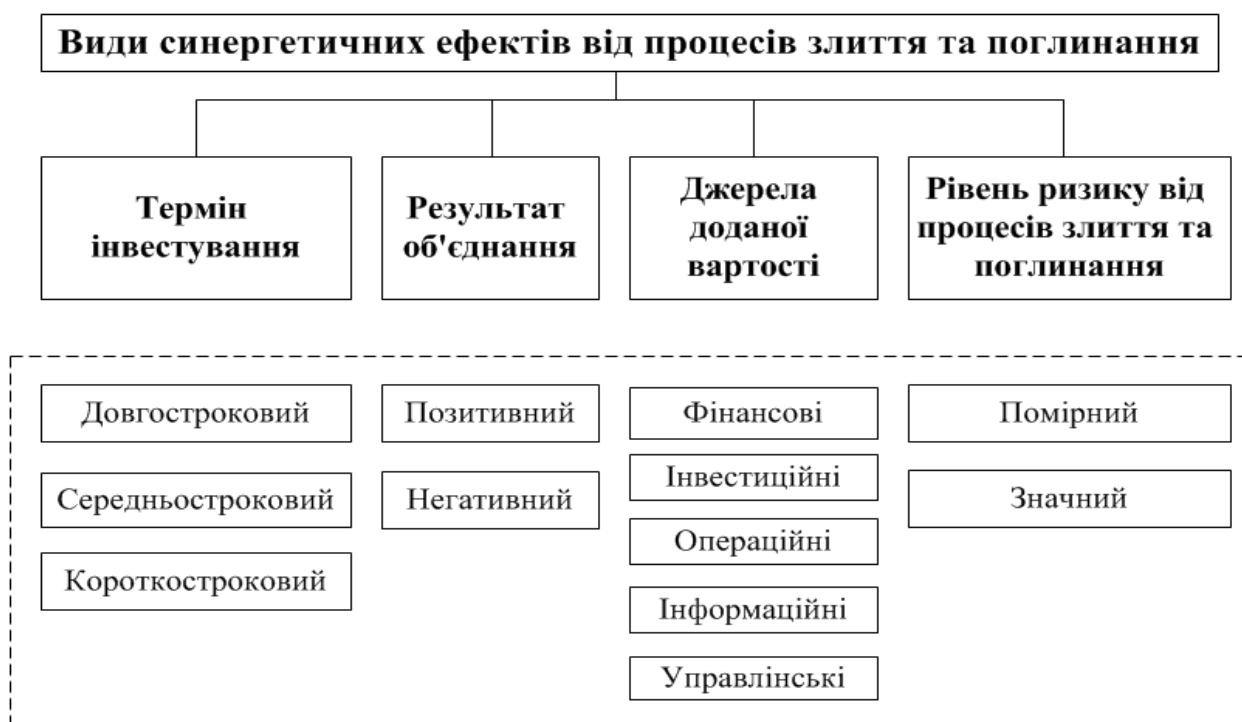 Види синергетичних ефектів від процесів злиття та поглинання
Термін
інвестування
Результат
об'єднання
Джерела
доданої
вартості
Рівень ризику від
процесів злиття та
поглинання
Довгостроковий
Середньостроковий
Короткостроковий
Позитивний
Негативний
Фінансові
Інвестиційні
Операційні
Інформаційні
Управлінські
Помірний
Значний